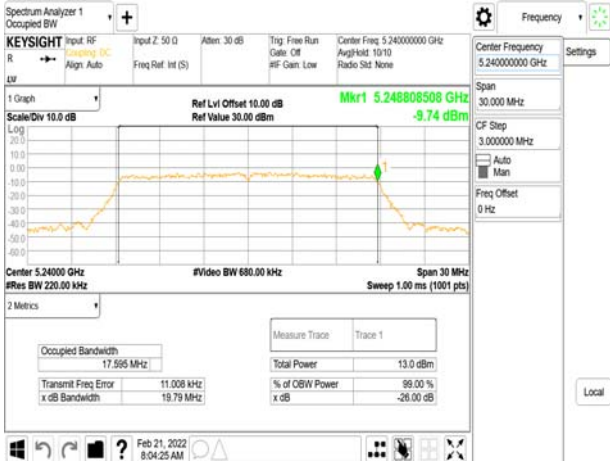 Spectrum Analyzer 1
Occupied BW
+
Frequency
KEYSIGHT
R
Input: RF
Coupling: DC
Align: Auto
Input Z: 50 Ω
Freq Ref: Int (S)
Atten: 30 dB
Trig: Free Run
Gate: Off
#IF Gain: Low
Center Freq: 5.240000000 GHz
Avg|Hold: 10/10
Radio Std: None
Center Frequency
5.240000000 GHz
Settings
Span
30.000 MHz
CF Step
3.000000 MHz
Auto
Man
Freq Offset
0 Hz
Local
1 Graph
Scale/Div 10.0 dB
Ref Lvl Offset 10.00 dB
Ref Value 30.00 dBm
Mkr1 5.248808508 GHz
-9.74 dBm
Log
20.0
10.0
0.00
-10.0
-20.0
-30.0
-40.0
-50.0
-60.0
1
Center 5.24000 GHz
#Res BW 220.00 kHz
#Video BW 680.00 kHz
Span 30 MHz
Sweep 1.00 ms (1001 pts)
2 Metrics
Measure Trace Trace 1
Occupied Bandwidth
17.595 MHz
Total Power 13.0 dBm
Transmit Freq Error 11.008 kHz
% of OBW Power 99.00 %
x dB Bandwidth 19.79 MHz
x dB -26.00 dB
?
Feb 21, 2022
8:04:25 AM